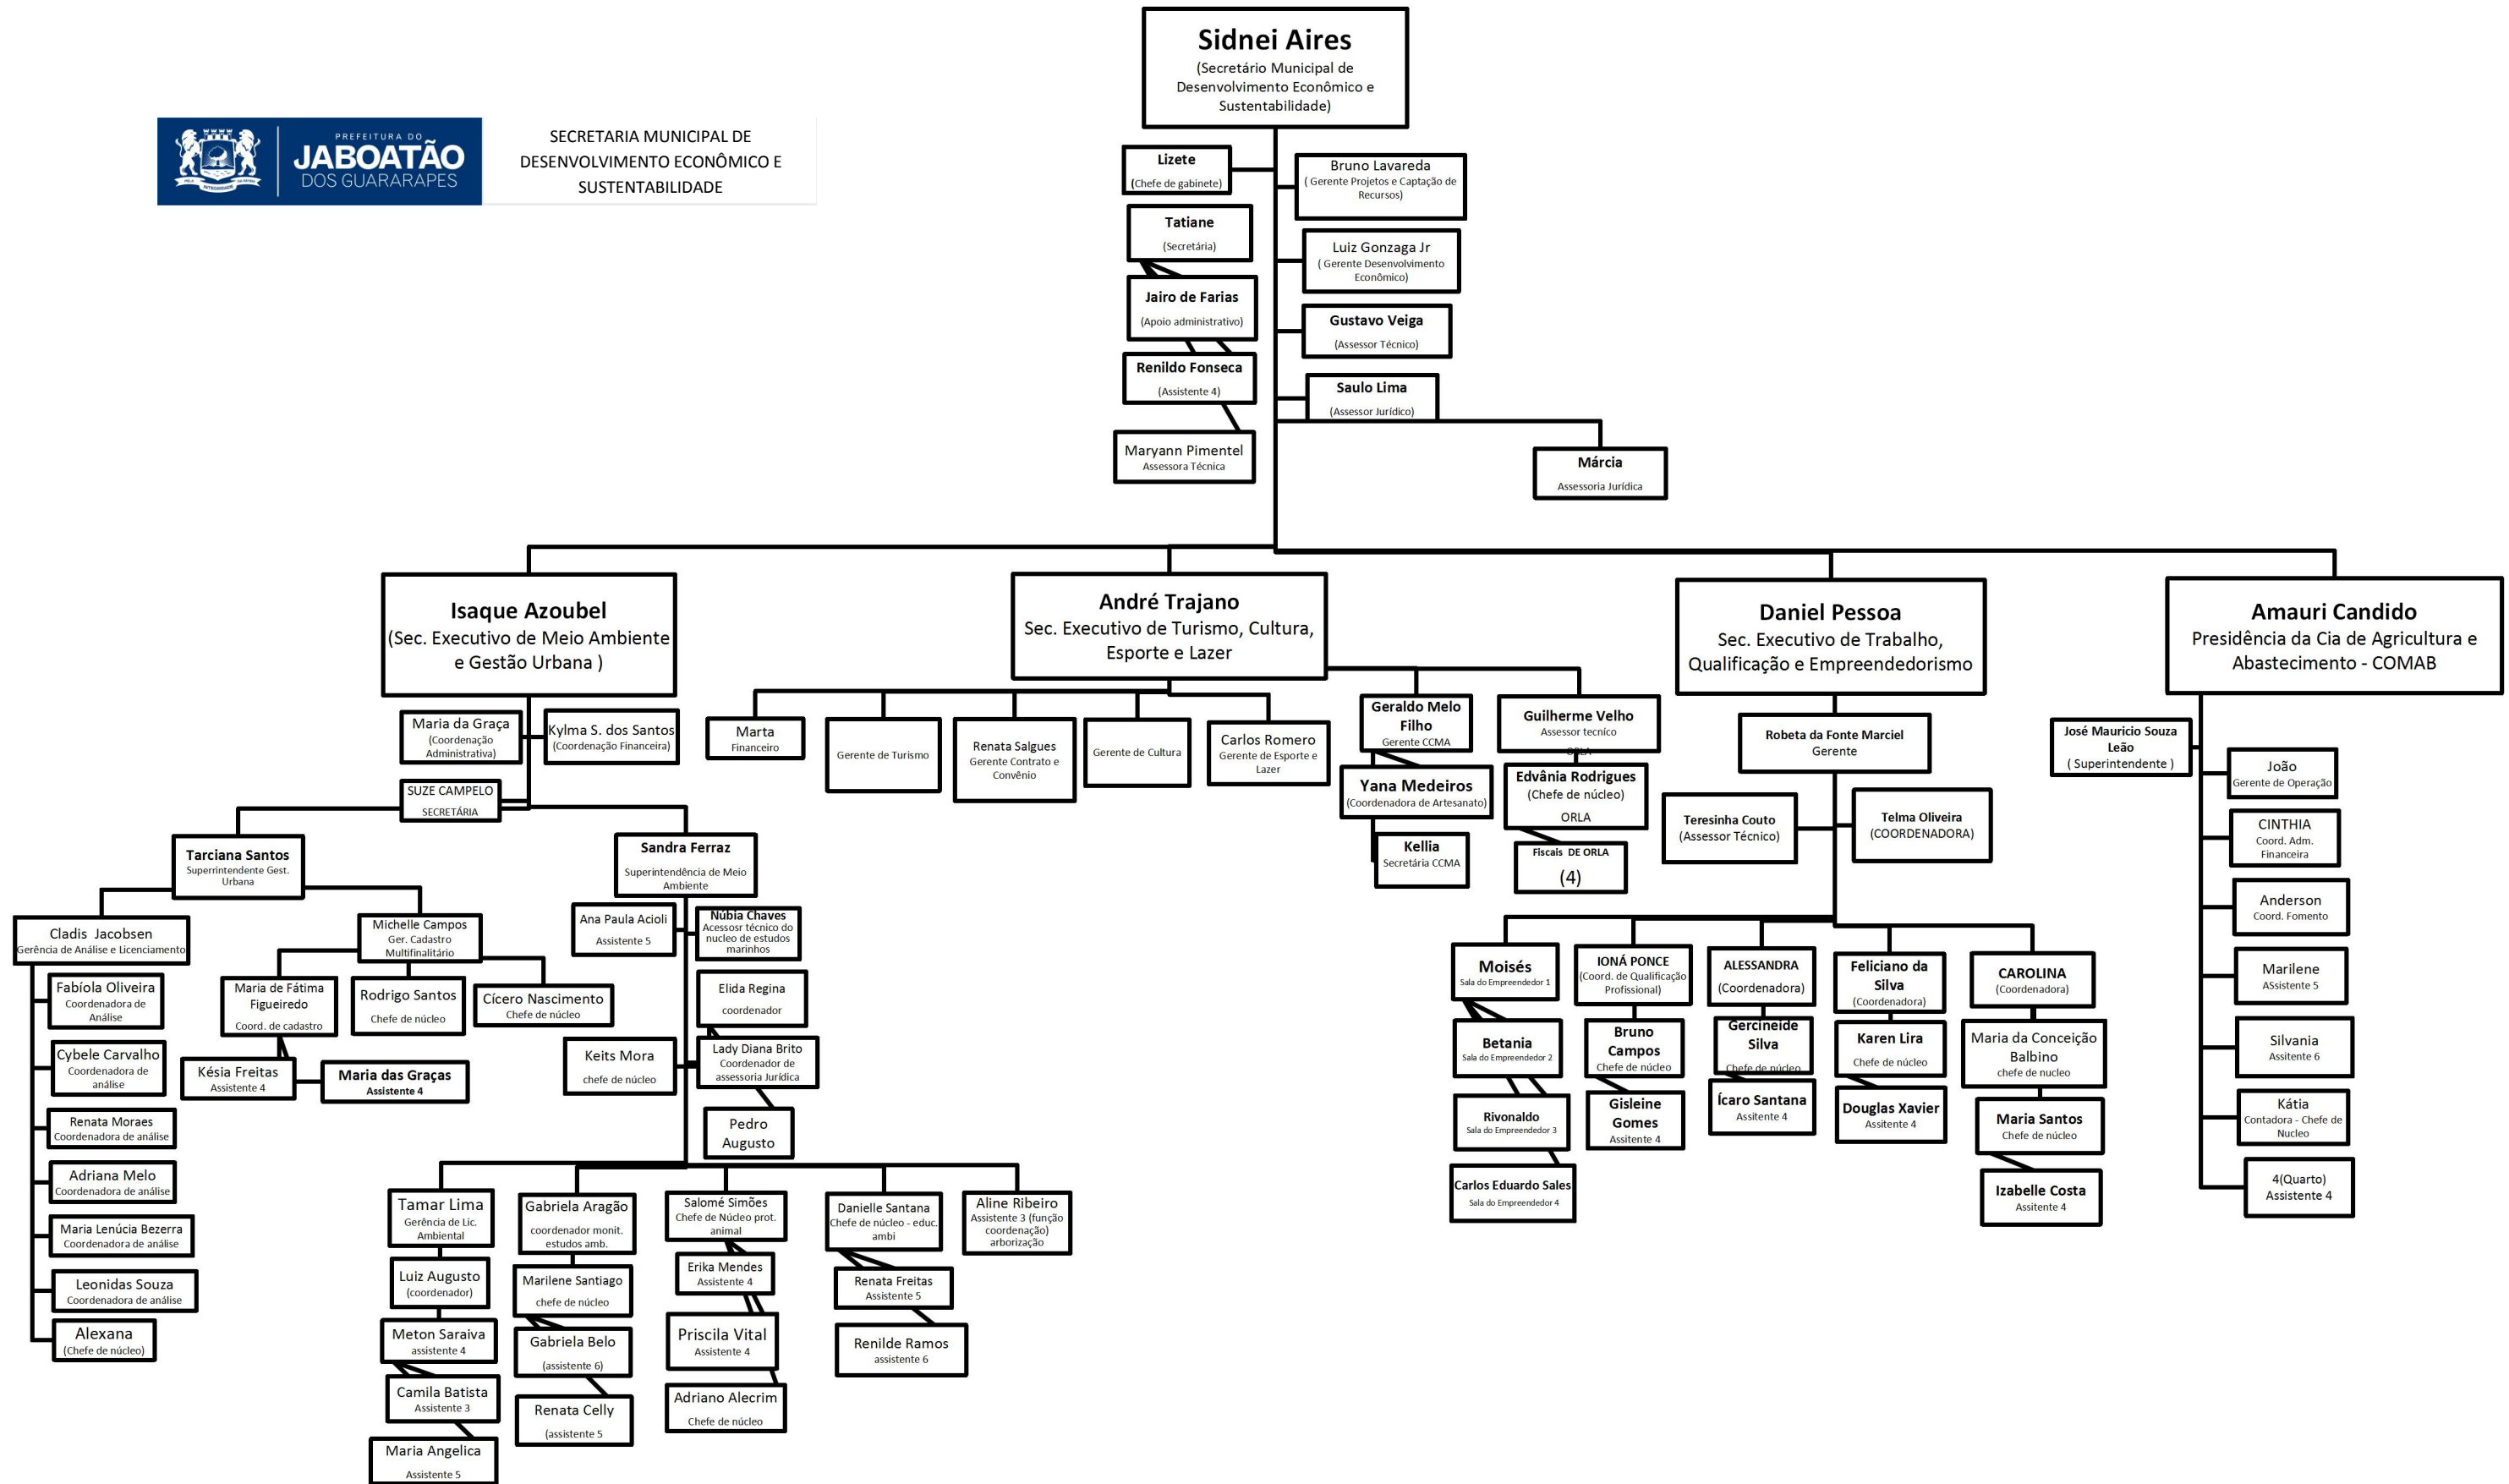 Sidnei Aires
(Secretário Municipal de
Desenvolvimento Econômico e
Sustentabilidade)
PREFEITURA DO
JABOATÃO
DOS GUARARAPES
INTEGRIDADE
SECRETARIA MUNICIPAL DE
DESENVOLVIMENTO ECONÔMICO E
SUSTENTABILIDADE
Lizete
(Chefe de gabinete)
Bruno Lavareda
( Gerente Projetos e Captação de
Recursos)
Tatiane
(Secretária)
Luiz Gonzaga Jr
( Gerente Desenvolvimento
Econômico)
Jairo de Farias
(Apoio administrativo)
Gustavo Veiga
(Assessor Técnico)
Renildo Fonseca
(Assistente 4)
Saulo Lima
(Assessor Jurídico)
Maryann Pimentel
Assessora Técnica
Márcia
Assessoria Jurídica
Isaque Azoubel
(Sec. Executivo de Meio Ambiente
e Gestão Urbana )
André Trajano
Sec. Executivo de Turismo, Cultura,
Esporte e Lazer
Daniel Pessoa
Sec. Executivo de Trabalho,
Qualificação e Empreendedorismo
Amauri Candido
Presidência da Cia de Agricultura e
Abastecimento - COMAB
Maria da Graça
(Coordenação
Administrativa)
Kylma S. dos Santos
(Coordenação Financeira)
SUZE CAMPELO
SECRETÁRIA
Tarciana Santos
Superrintendente Gest.
Urbana
Sandra Ferraz
Superintendência de Meio
Ambiente
Cladis  Jacobsen
Gerência de Análise e Licenciamento
Michelle Campos
Ger. Cadastro
Multifinalitário
Fabíola Oliveira
Coordenadora de
Análise
Cybele Carvalho
Coordenadora de
análise
Renata Moraes
Coordenadora de análise
Adriana Melo
Coordenadora de análise
Maria Lenúcia Bezerra
Coordenadora de análise
Leonidas Souza
Coordenadora de análise
Alexana
(Chefe de núcleo)
Maria de Fátima
Figueiredo
Coord. de cadastro
Rodrigo Santos
Chefe de núcleo
Cícero Nascimento
Chefe de núcleo
Késia Freitas
Assistente 4
Maria das Graças
Assistente 4
Ana Paula Acioli
Assistente 5
Núbia Chaves
Acessosr técnico do
nucleo de estudos
marinhos
Elida Regina
coordenador
Keits Mora
chefe de núcleo
Lady Diana Brito
Coordenador de
assessoria Jurídica
Pedro
Augusto
Tamar Lima
Gerência de Lic.
Ambiental
Luiz Augusto
(coordenador)
Meton Saraiva
assistente 4
Camila Batista
Assistente 3
Maria Angelica
Assistente 5
Gabriela Aragão
coordenador monit.
estudos amb.
Marilene Santiago
chefe de núcleo
Gabriela Belo
(assistente 6)
Renata Celly
(assistente 5
Salomé Simões
Chefe de Núcleo prot.
animal
Erika Mendes
Assistente 4
Priscila Vital
Assistente 4
Adriano Alecrim
Chefe de núcleo
Danielle Santana
Chefe de núcleo - educ.
ambi
Renata Freitas
Assistente 5
Renilde Ramos
assistente 6
Aline Ribeiro
Assistente 3 (função
coordenação)
arborização
Marta
Financeiro
Gerente de Turismo
Renata Salgues
Gerente Contrato e
Convênio
Gerente de Cultura
Carlos Romero
Gerente de Esporte e
Lazer
Geraldo Melo
Filho
Gerente CCMA
Yana Medeiros
(Coordenadora de Artesanato)
Kellia
Secretária CCMA
Guilherme Velho
Assessor tecníco
ORLA
Edvânia Rodrigues
(Chefe de núcleo)
ORLA
Fiscais  DE ORLA
(4)
Robeta da Fonte Marciel
Gerente
Teresinha Couto
(Assessor Técnico)
Telma Oliveira
(COORDENADORA)
Moisés
Sala do Empreendedor 1
Betania
Sala do Empreendedor 2
Rivonaldo
Sala do Empreendedor 3
Carlos Eduardo Sales
Sala do Empreendedor 4
IONÁ PONCE
(Coord. de Qualificação
Profissional)
Bruno
Campos
Chefe de núcleo
Gisleine
Gomes
Assitente 4
ALESSANDRA
(Coordenadora)
Gercineide
Silva
Chefe de núcleo
Ícaro Santana
Assitente 4
Feliciano da
Silva
(Coordenadora)
Karen Lira
Chefe de núcleo
Douglas Xavier
Assitente 4
CAROLINA
(Coordenadora)
Maria da Conceição
Balbino
chefe de nucleo
Maria Santos
Chefe de núcleo
Izabelle Costa
Assitente 4
José Mauricio Souza
Leão
( Superintendente )
João
Gerente de Operação
CINTHIA
Coord. Adm.
Financeira
Anderson
Coord. Fomento
Marilene
ASsistente 5
Silvania
Assitente 6
Kátia
Contadora - Chefe de
Nucleo
4(Quarto)
Assistente 4